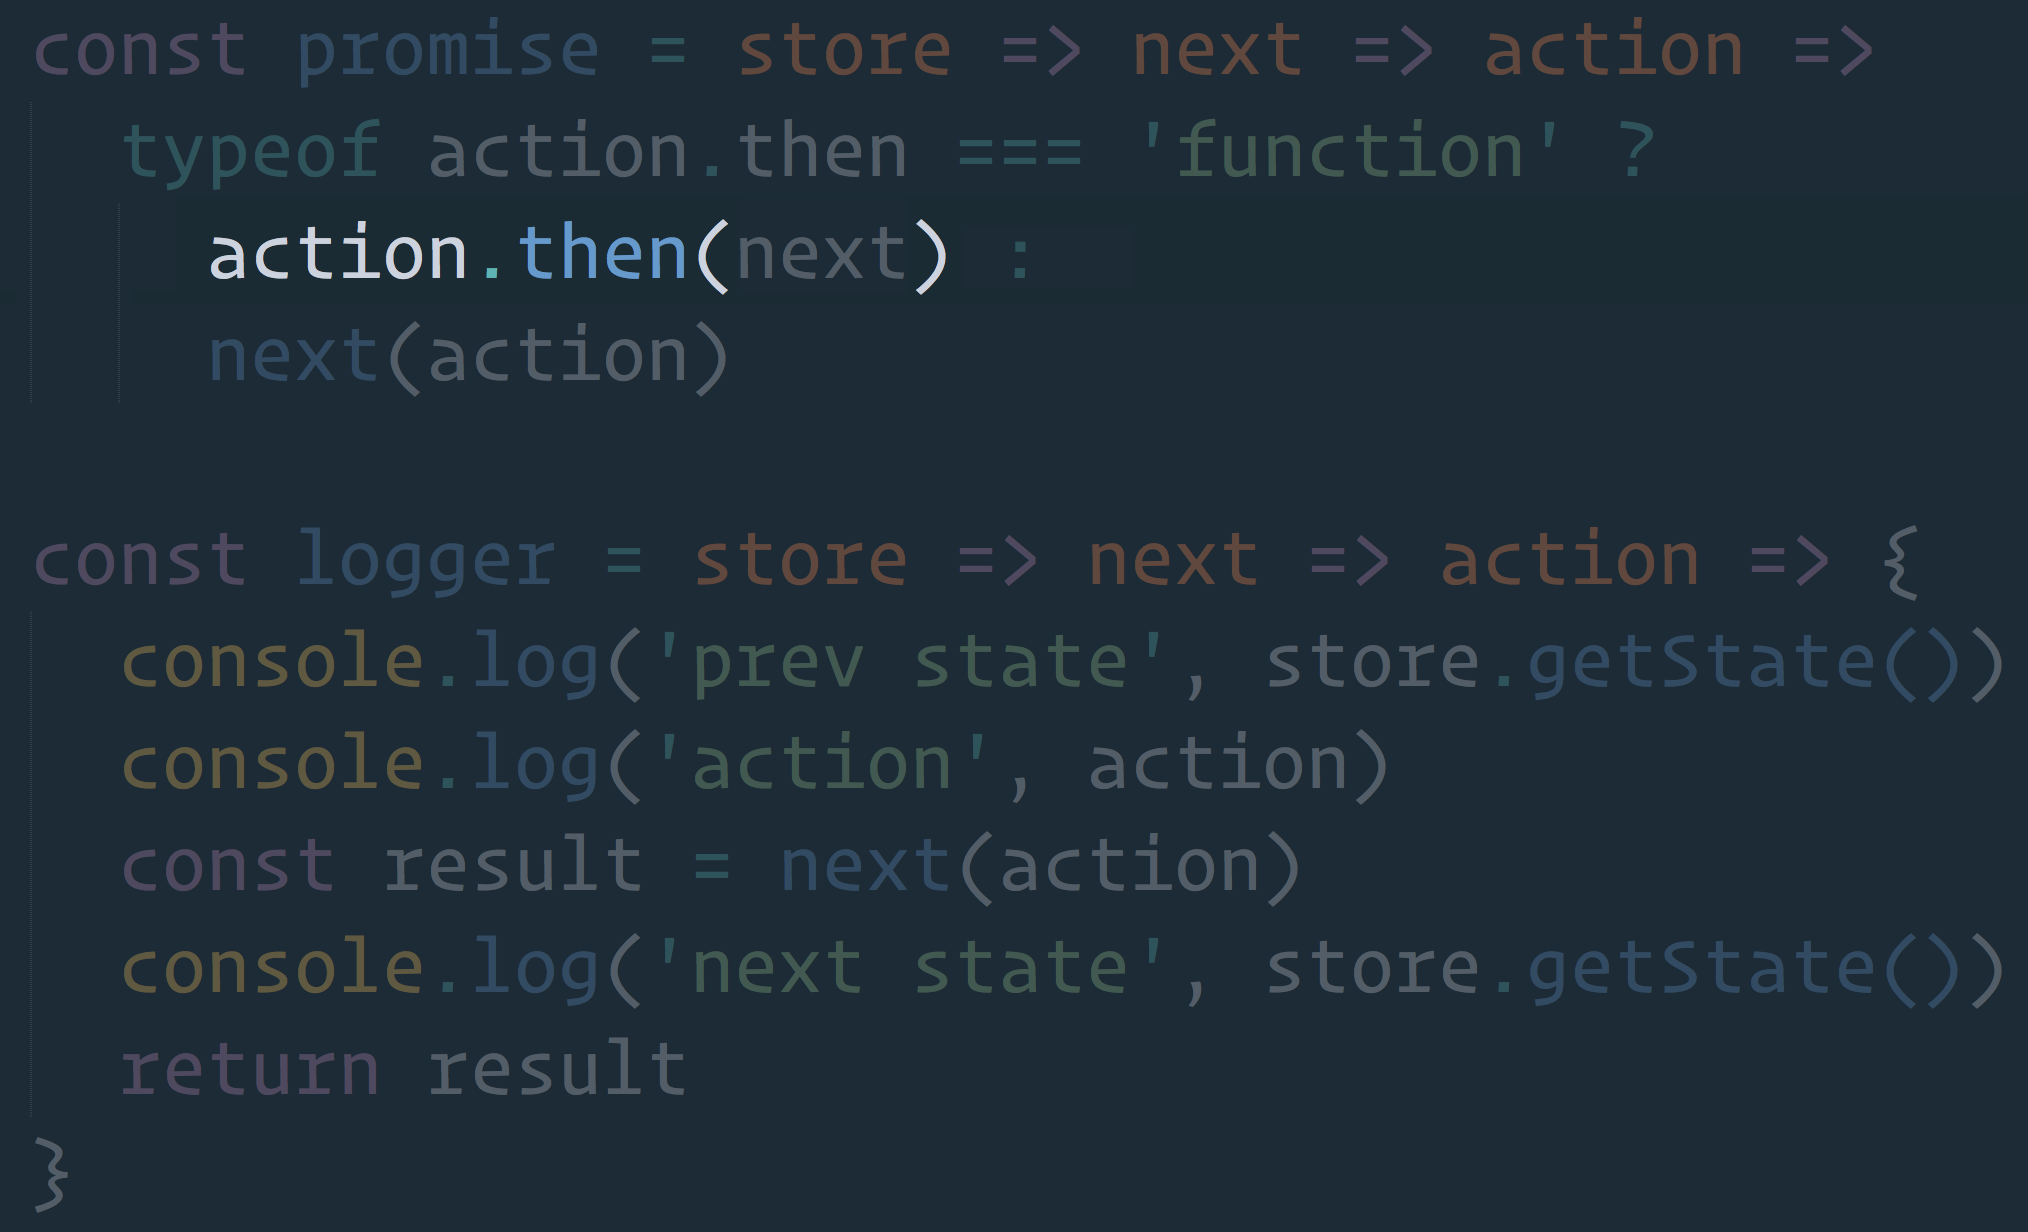 const promise = store => next => action =>
  typeof action.then === 'function' ?
    action.then(next) :
    next(action)

const logger = store => next => action => {
  console.log('prev state', store.getState())
  console.log('action', action)
  const result = next(action)
  console.log('next state', store.getState())
  return result
}